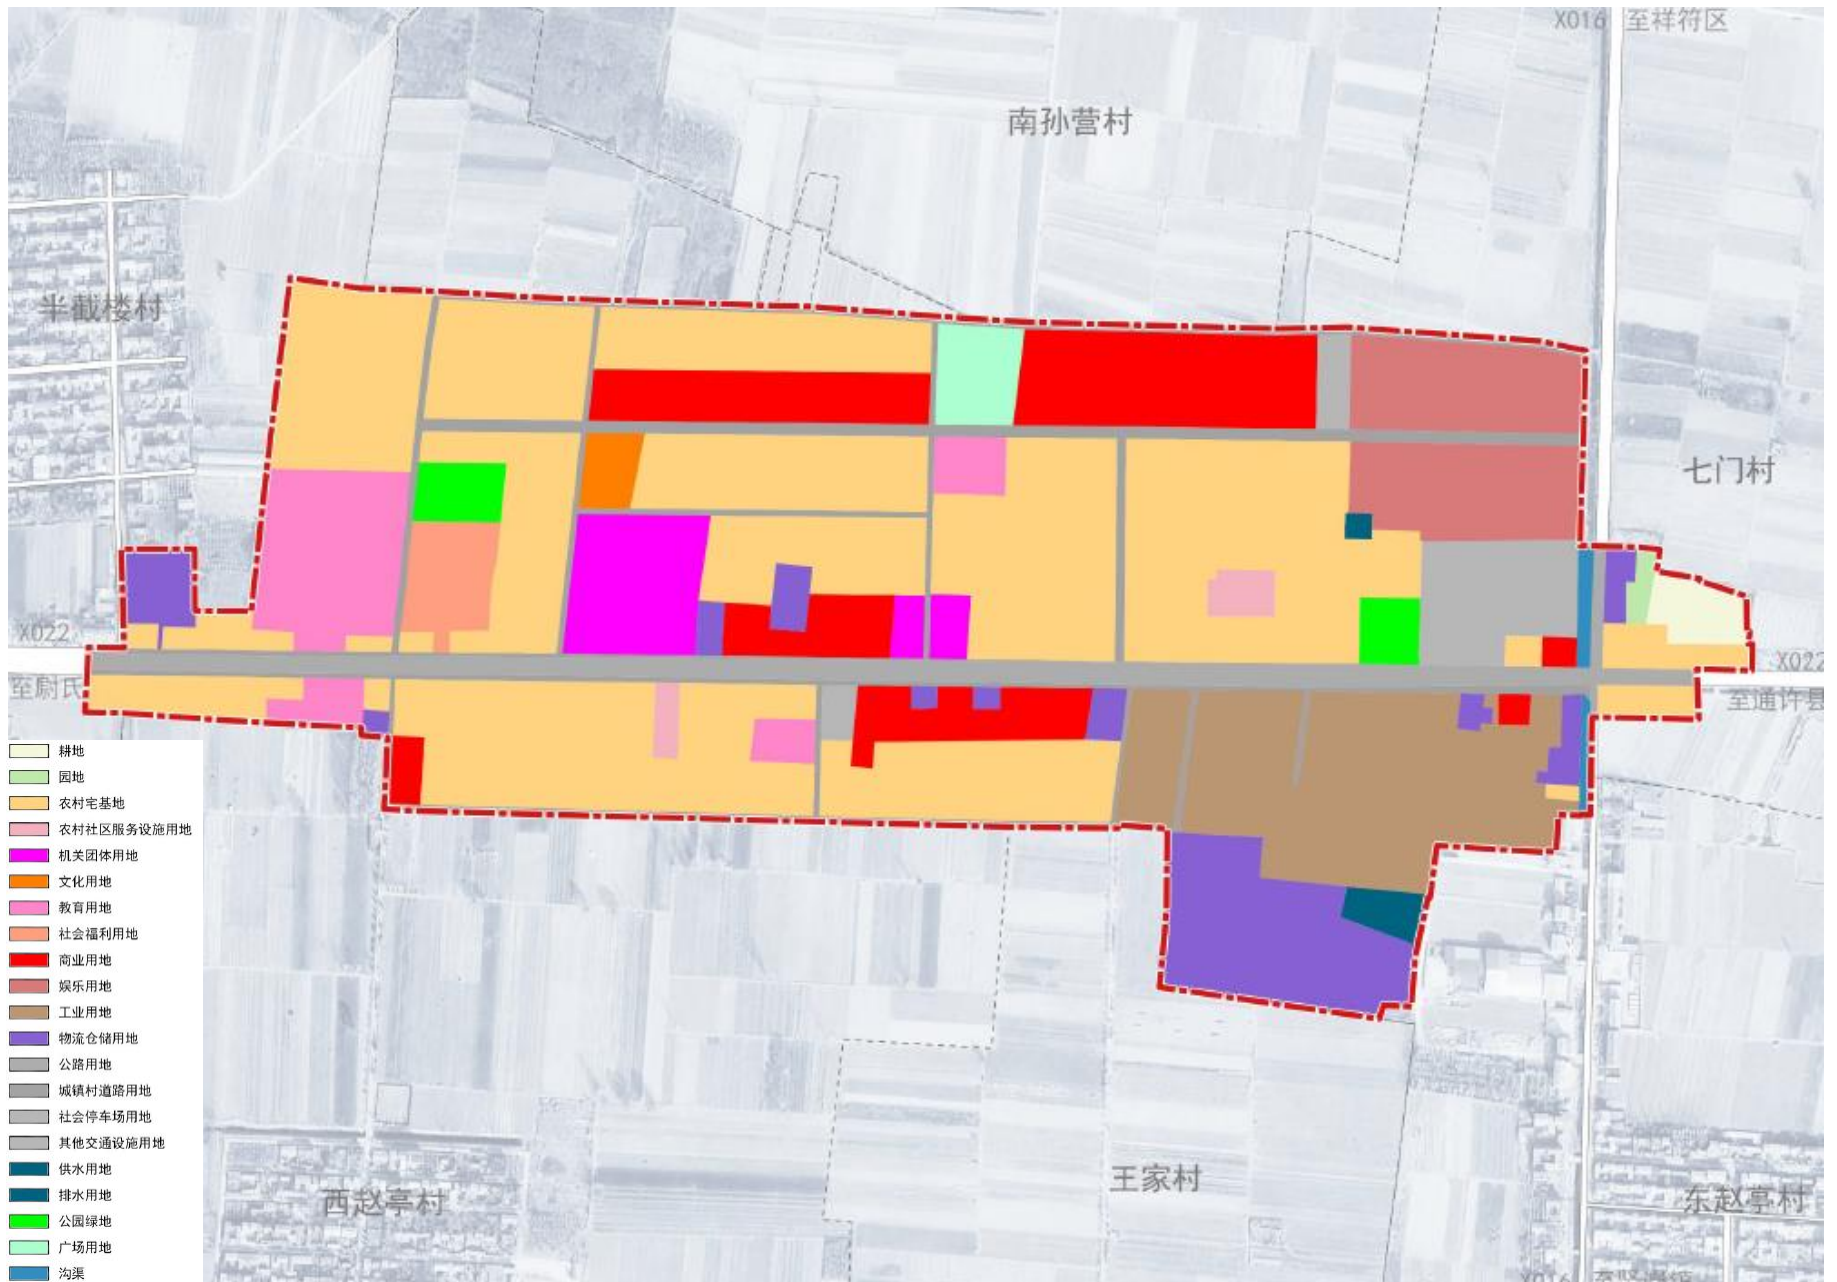 X016 至祥符区
南孙营村
半截楼村
七门村
X022
X022
至尉氏
至通许县
耕地
园地
农村宅基地
农村社区服务设施用地
机关团体用地
文化用地
教育用地
社会福利用地
商业用地
娱乐用地
工业用地
物流仓储用地
公路用地
城镇村道路用地
社会停车场用地
其他交通设施用地
供水用地
排水用地
公园绿地
广场用地
沟渠
王家村
西赵亭村
东赵亭村
X016